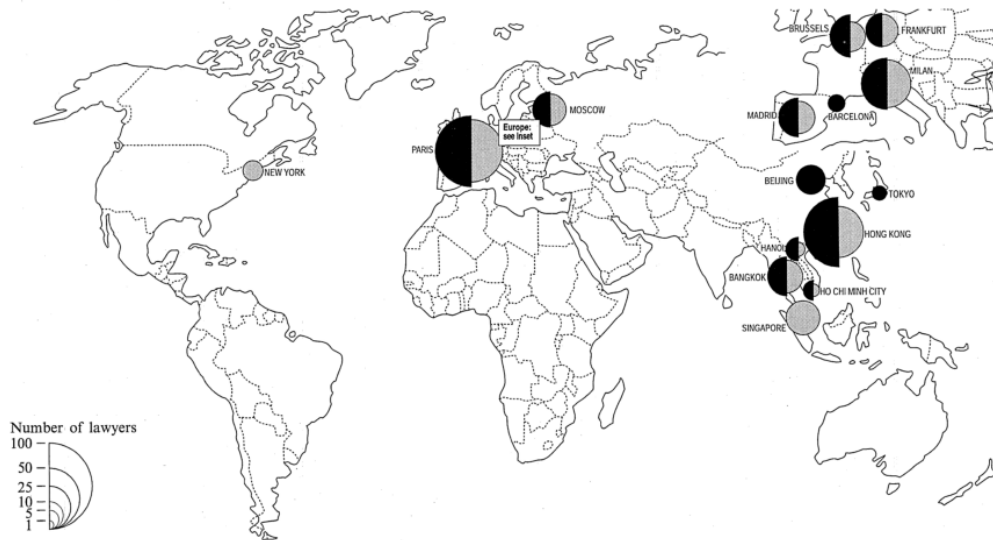 BRUSSELS
FRANKFURT
MILAN
MADRID
BARCELONA
MOSCOW
Europe:
see Inset
PARIS
NEW YORK
BEIJING
TOKYO
HONG KONG
HANOI
BANGKOK
HO CHI MINH CITY
SINGAPORE
Number of lawyers
100
50
25
10
5
1